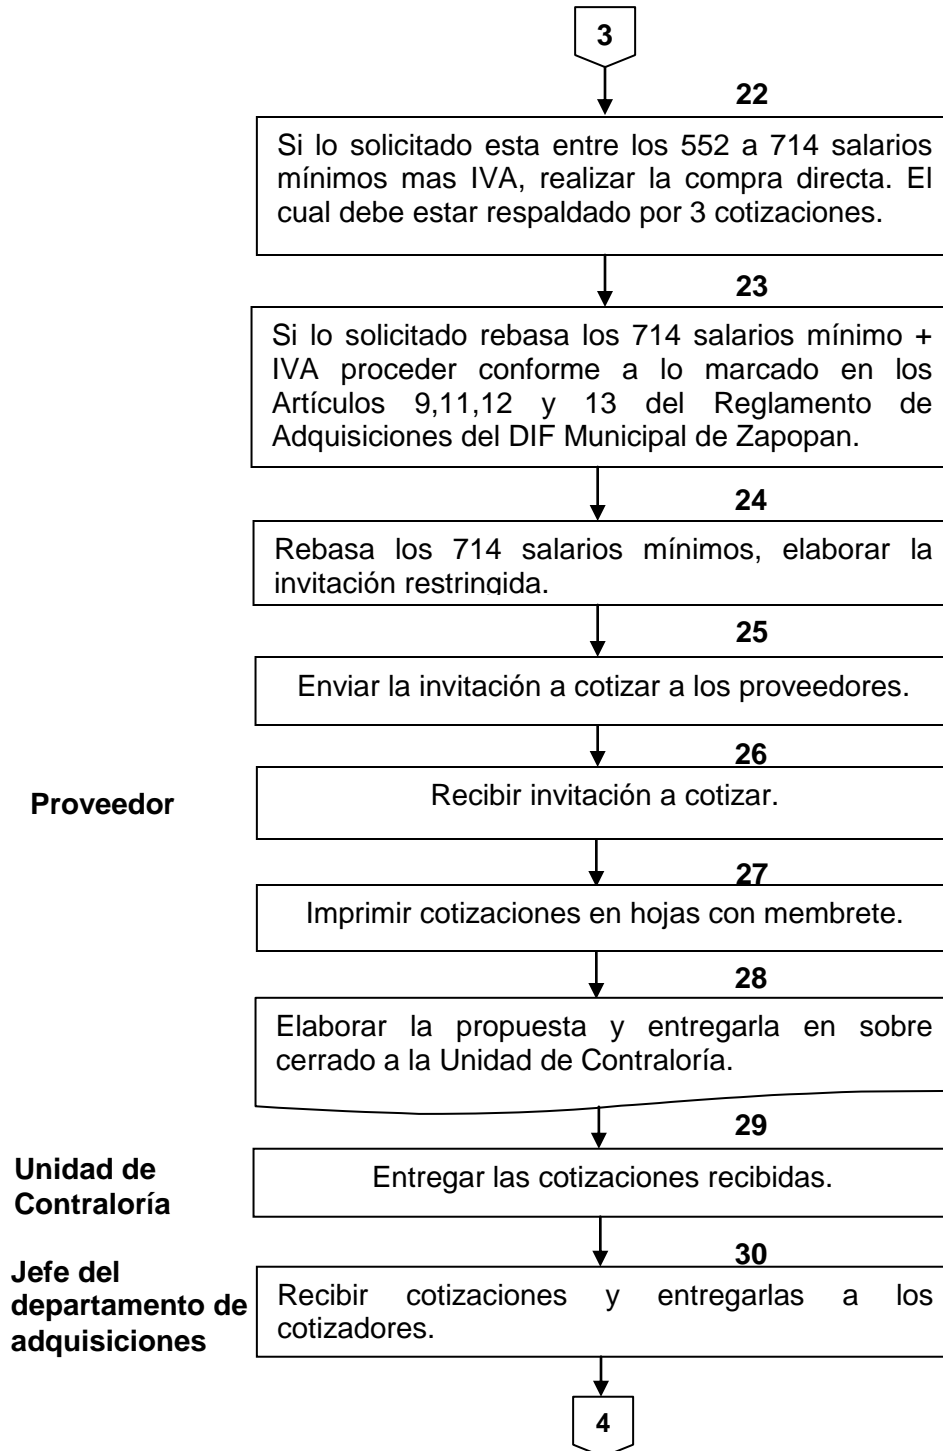 3
22
Si lo solicitado esta entre los 552 a 714 salarios
mínimos mas IVA, realizar la compra directa. El
cual debe estar respaldado por 3 cotizaciones.
23
Si lo solicitado rebasa los 714 salarios mínimo +
IVA proceder conforme a lo marcado en los
Artículos 9,11,12 y 13 del Reglamento de
Adquisiciones del DIF Municipal de Zapopan.
24
Rebasa los 714 salarios mínimos, elaborar la
invitación restringida.
25
Enviar la invitación a cotizar a los proveedores.
26
Proveedor
Recibir invitación a cotizar.
27
Imprimir cotizaciones en hojas con membrete.
28
Elaborar la propuesta y entregarla en sobre
cerrado a la Unidad de Contraloría.
29
Unidad de
Contraloría
Entregar las cotizaciones recibidas.
30
Jefe del
departamento de
adquisiciones
Recibir cotizaciones y entregarlas a los
cotizadores.
4